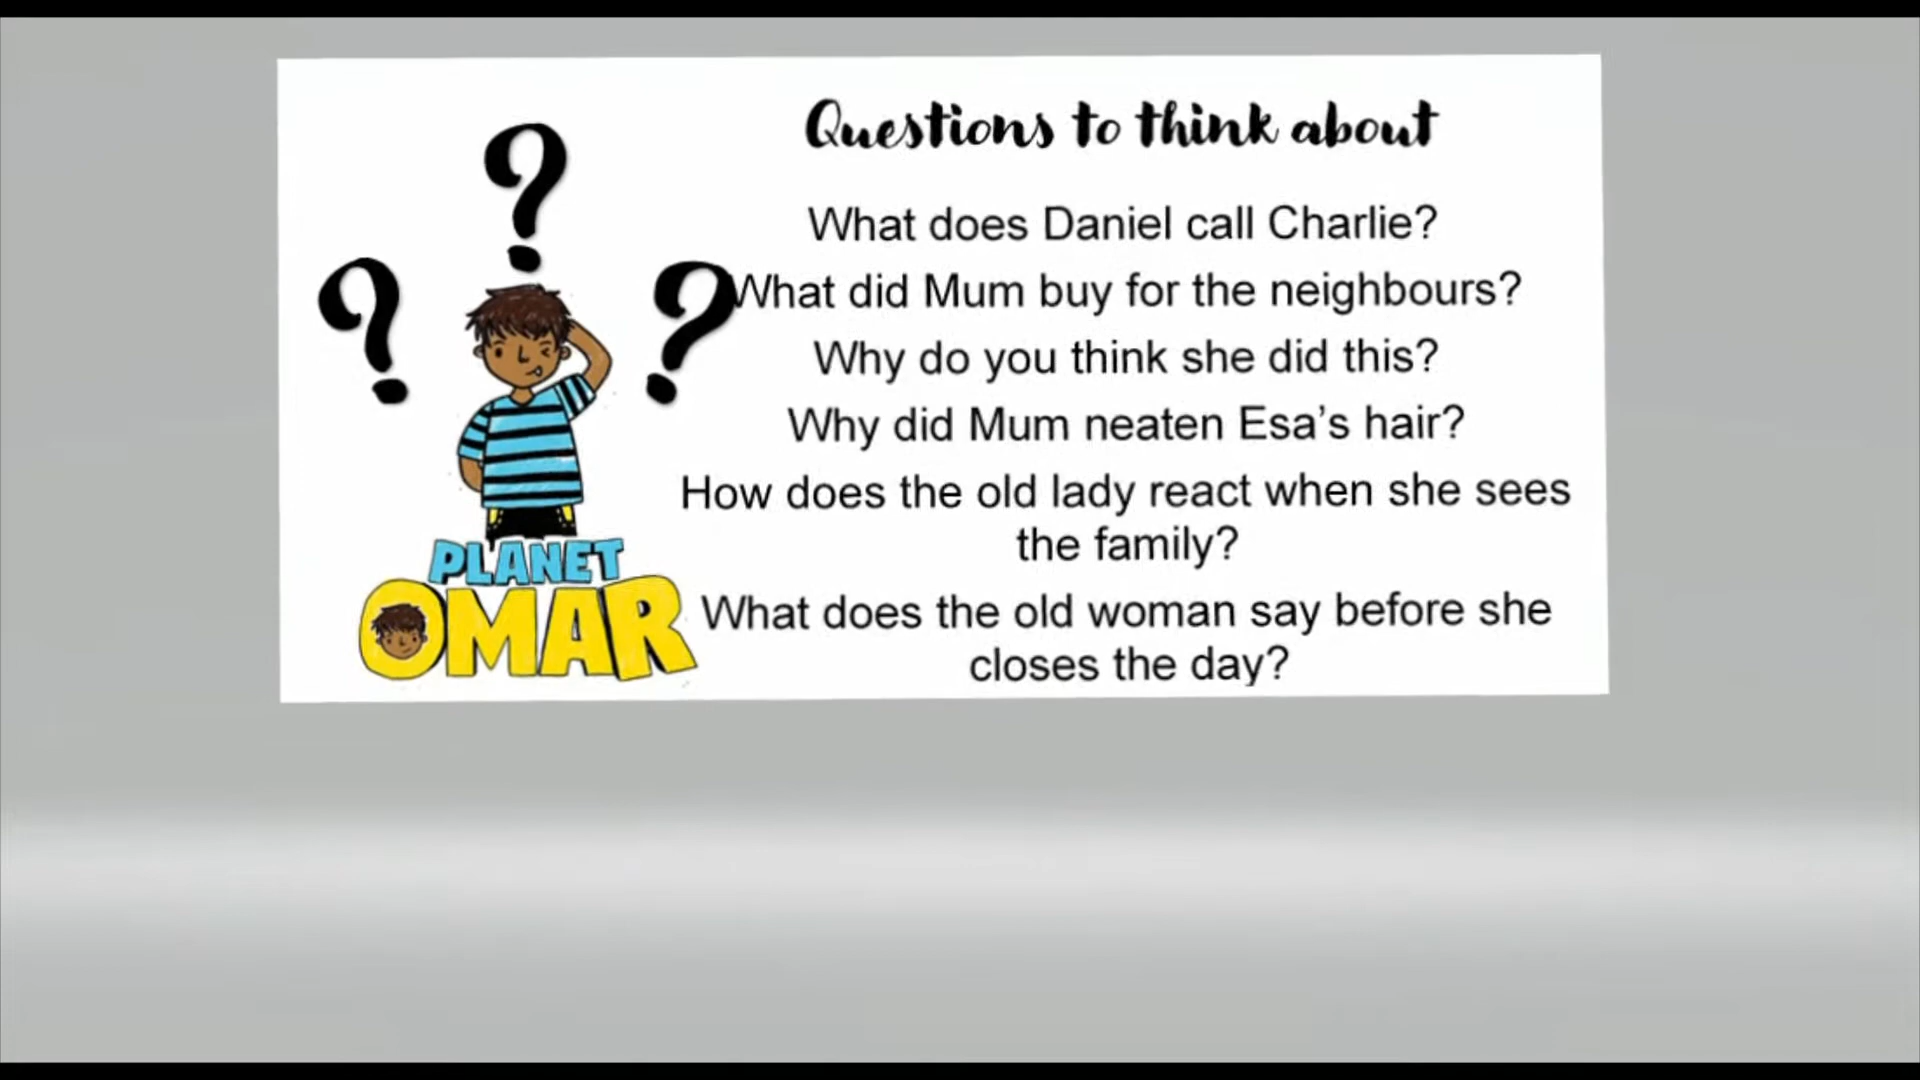 Questions to think about
What does Daniel call Charlie?
What did Mum buy for the neighbours?
Why do you think she did this?
Why did Mum neaten Esa's hair?
How does the old lady react when she sees
the family?
What does the old woman say before she
closes the day?
PLANET
OMAR